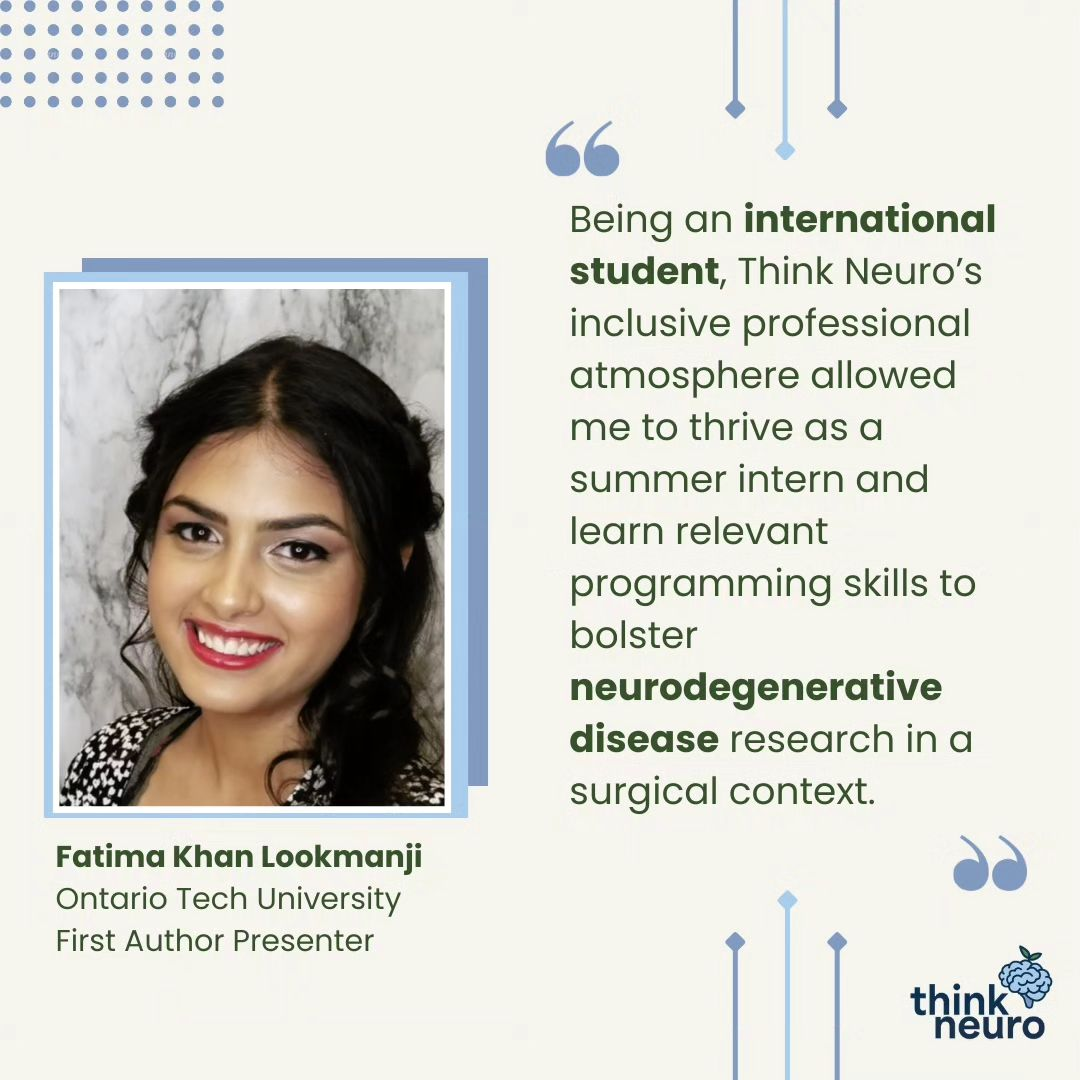 Being an international
student, Think Neuro’s
inclusive professional
atmosphere allowed
me to thrive as a
summer intern and
learn relevant
programming skills to
bolster
neurodegenerative
disease research in a
surgical context.
Fatima Khan Lookmanji
Ontario Tech University
First Author Presenter
think
neuro